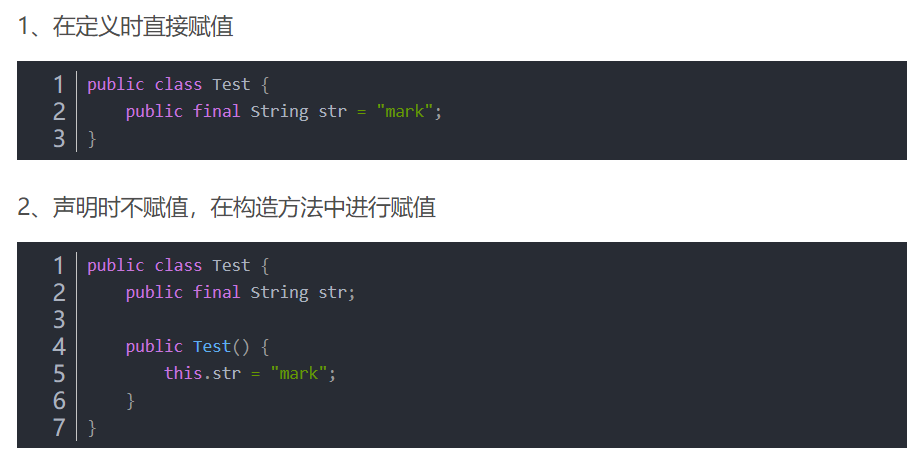 1、在定义时直接赋值
1 public class Test {
2     public final String str = "mark";
3 }
2、声明时不赋值，在构造方法中进行赋值
1 public class Test {
2     public final String str;
3
4     public Test() {
5         this.str = "mark";
6     }
7 }